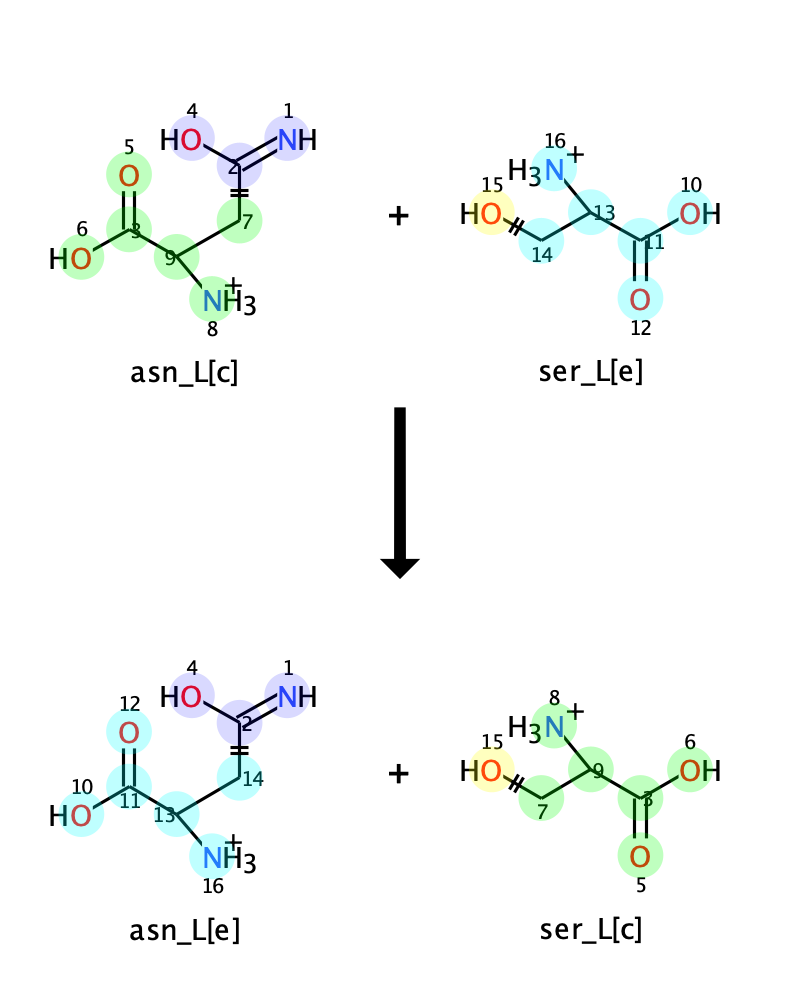 4 1
5 HO NH
O 2
6 3 7
HO 9
NH3+
8
asn_L[c]
+
16
H3N+
15 10
HO 13 OH
14 11
O
12
ser_L[e]
4 1
12 HO NH
O 2
10 11 14
HO 13
NH3+
16
asn_L[e]
+
8
H3N+
15 6
HO 9 OH
7 3
O
5
ser_L[c]